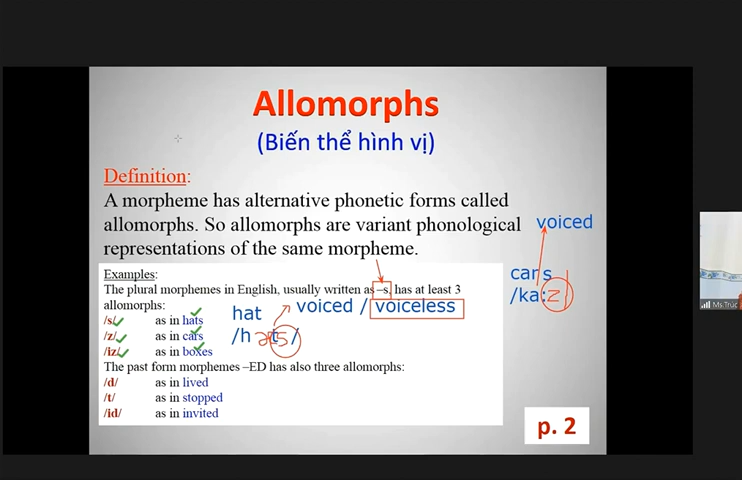 Allomorphs
(Biến thể hình vị)
Definition:
A morpheme has alternative phonetic forms called
allomorphs. So allomorphs are variant phonological
representations of the same morpheme.
voiced
cars
/ka:z/
Examples:
The plural morphemes in English, usually written as –s, has at least 3
allomorphs:
/s/ as in hats
/z/ as in cars
/iz/ as in boxes
hat
voiced / voiceless
/h æts /
The past form morphemes –ED has also three allomorphs:
/d/ as in lived
/t/ as in stopped
/id/ as in invited
p. 2
Ms.Truc